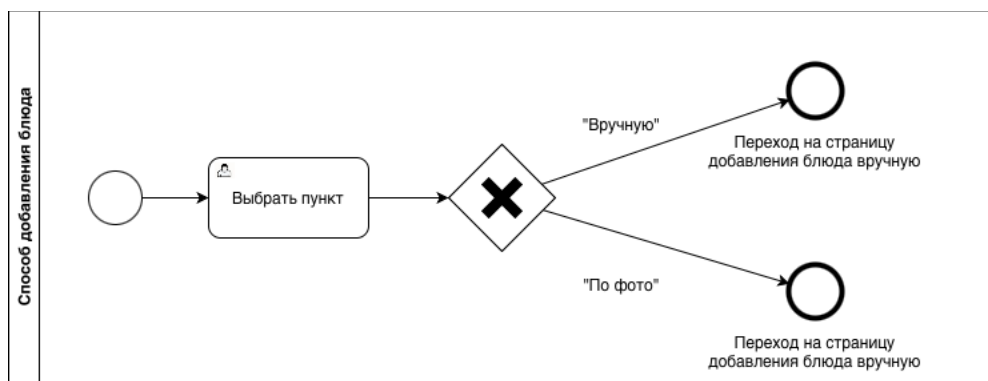 Способ добавления блюда
Выбрать пункт
"Вручную"
Переход на страницу
добавления блюда вручную
"По фото"
Переход на страницу
добавления блюда вручную